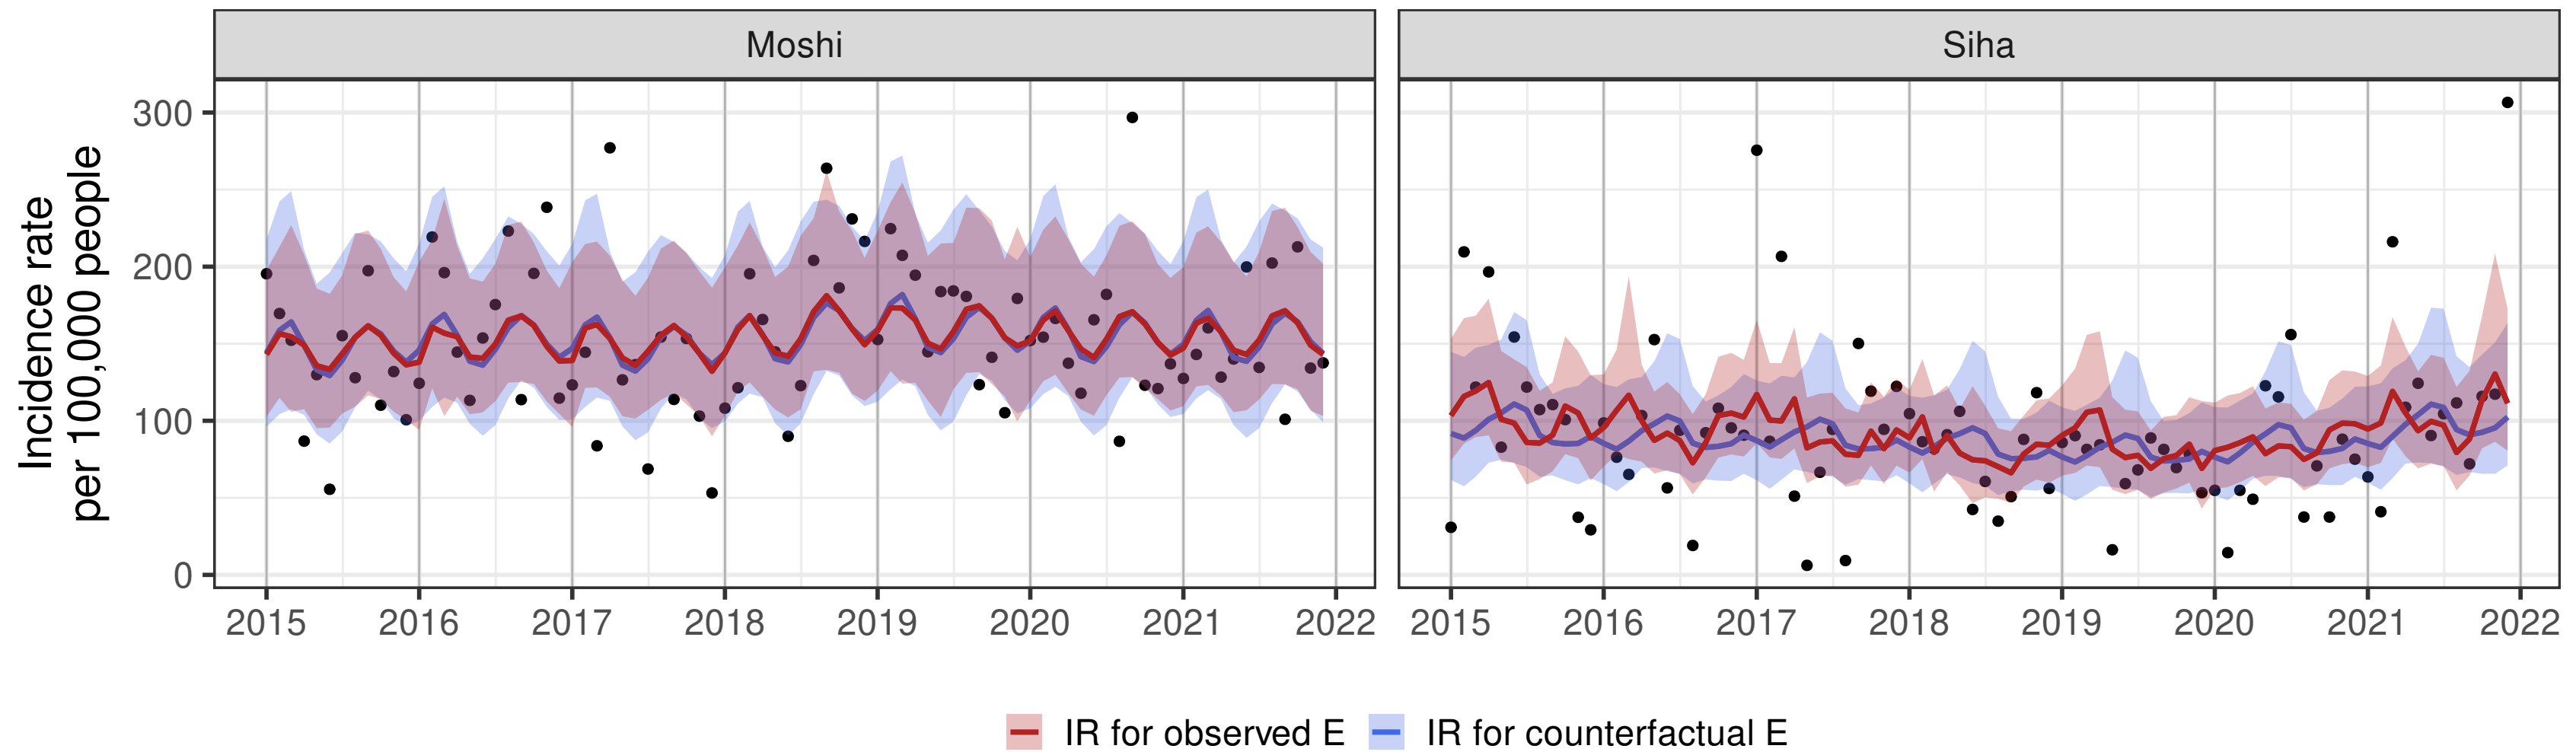 Moshi
Siha
Incidence rate
per 100,000 people
300
200
100
0
2015 2016 2017 2018 2019 2020 2021 2022
2015 2016 2017 2018 2019 2020 2021 2022
IR for observed E IR for counterfactual E